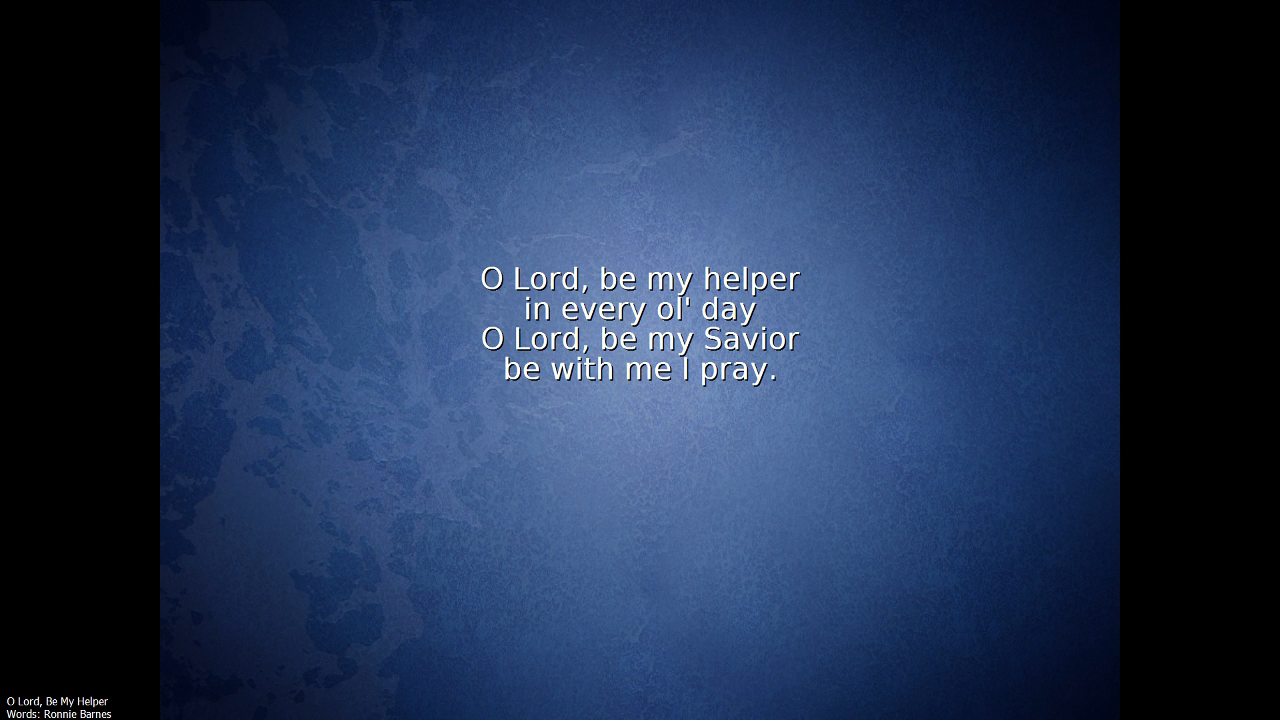 O Lord, be my helper
in every ol' day
O Lord, be my Savior
be with me I pray.
O Lord, Be My Helper
Words: Ronnie Barnes